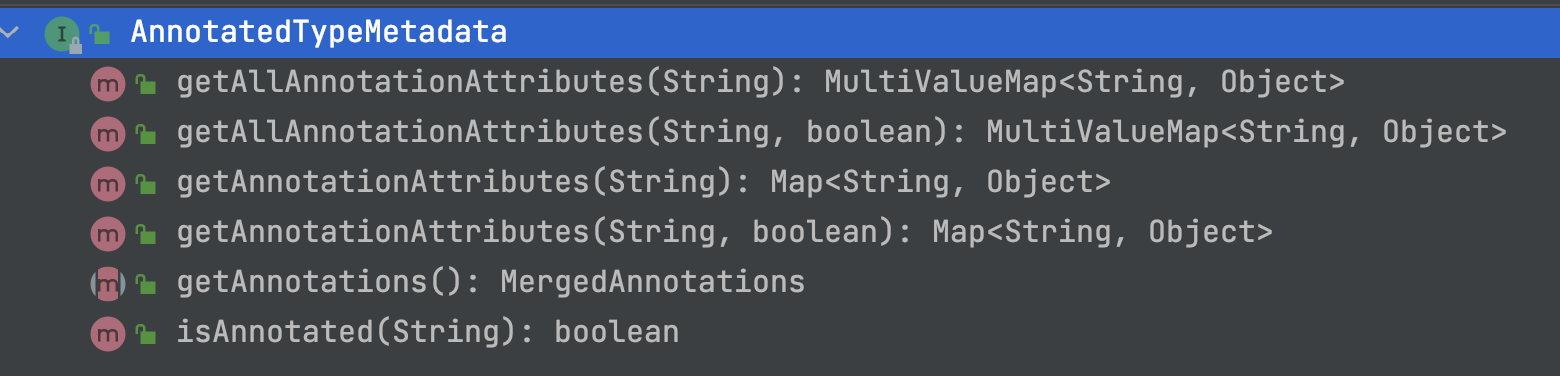 I AnnotatedTypeMetadata
m getAllAnnotationAttributes(String): MultiValueMap<String, Object>
m getAllAnnotationAttributes(String, boolean): MultiValueMap<String, Object>
m getAnnotationAttributes(String): Map<String, Object>
m getAnnotationAttributes(String, boolean): Map<String, Object>
m getAnnotations(): MergedAnnotations
m isAnnotated(String): boolean